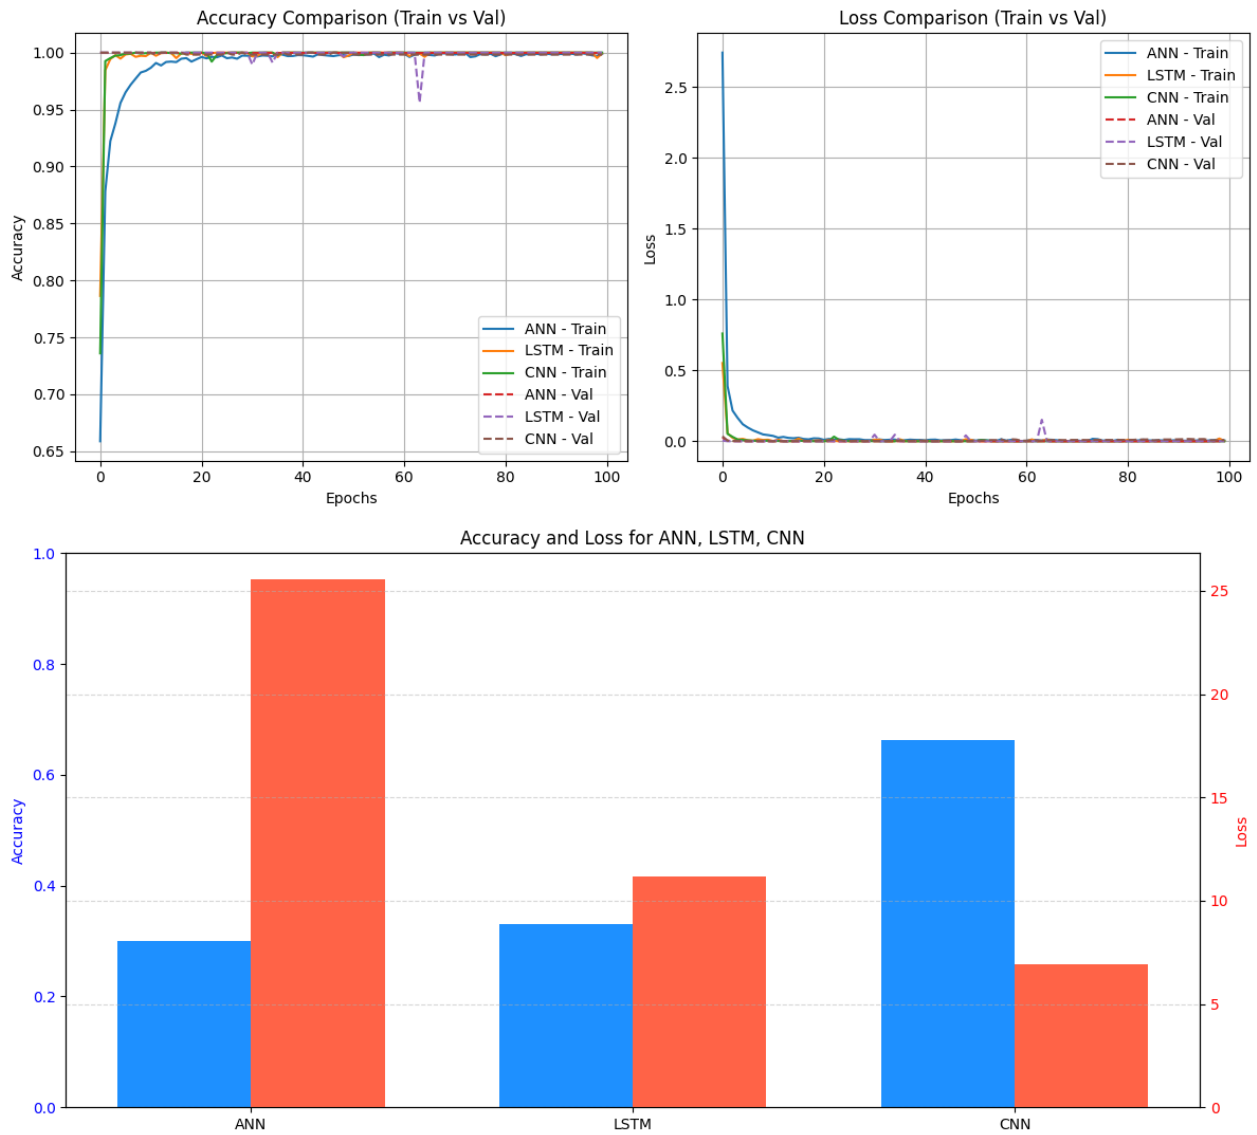 Accuracy Comparison (Train vs Val)
1.00
0.95
0.90
0.85
0.80
0.75
0.70
0.65
Accuracy
0 20 40 60 80 100
Epochs
ANN - Train
LSTM - Train
CNN - Train
ANN - Val
LSTM - Val
CNN - Val
Loss Comparison (Train vs Val)
2.5
2.0
1.5
1.0
0.5
0.0
Loss
0 20 40 60 80 100
Epochs
ANN - Train
LSTM - Train
CNN - Train
ANN - Val
LSTM - Val
CNN - Val
Accuracy and Loss for ANN, LSTM, CNN
1.0
0.8
0.6
0.4
0.2
0.0
Accuracy
25
20
15
10
5
0
Loss
ANN LSTM CNN